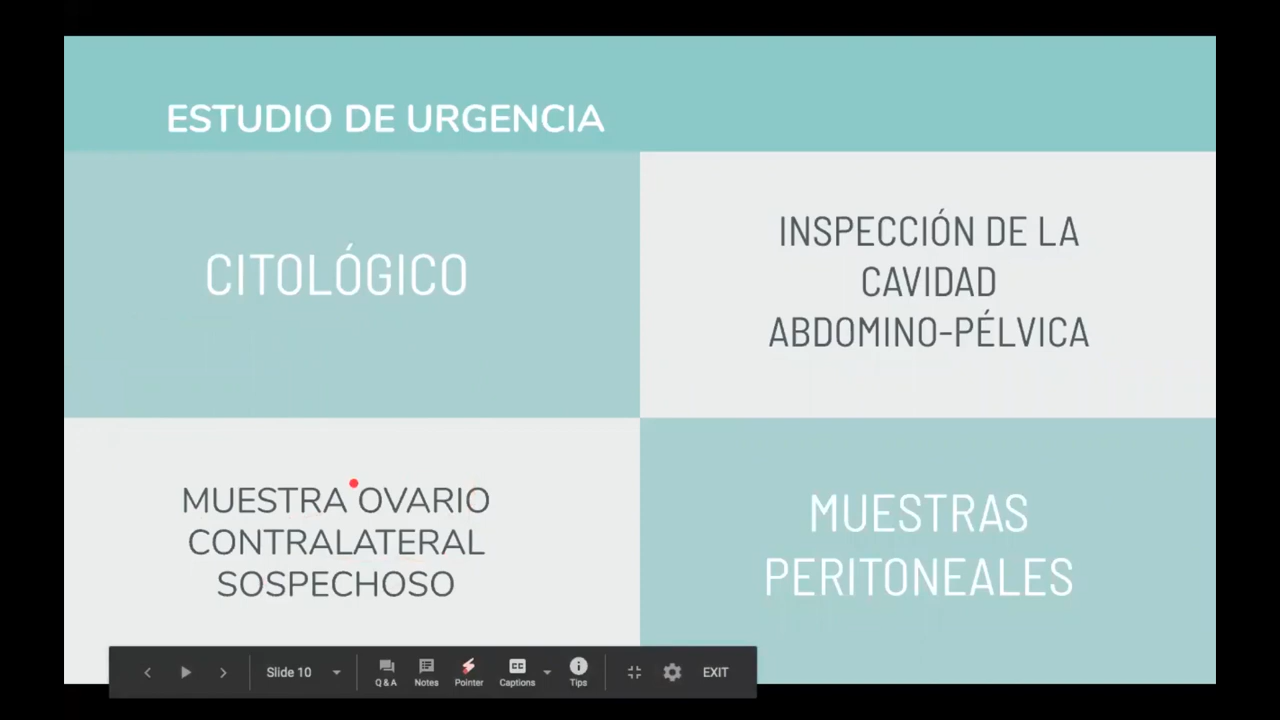 ESTUDIO DE URGENCIA
CITOLÓGICO
INSPECCIÓN DE LA
CAVIDAD
ABDOMINO-PÉLVICA
MUESTRA OVARIO
CONTRALATERAL
SOSPECHOSO
MUESTRAS
PERITONEALES
Slide 10
Q & A
Notes
Pointer
CC
Captions
Tips
EXIT